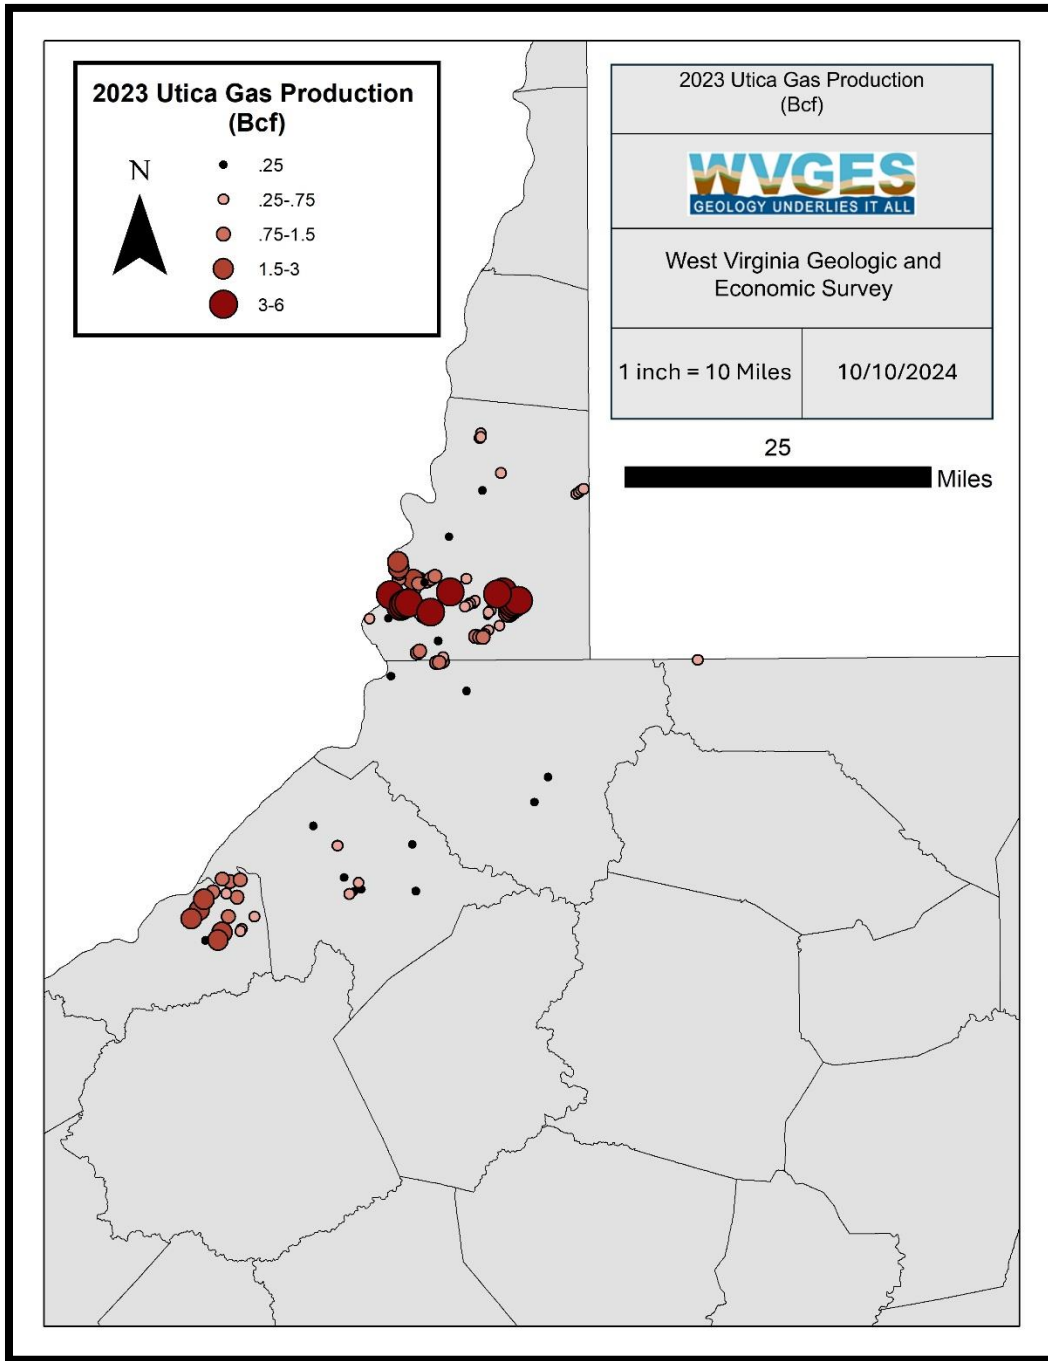 2023 Utica Gas Production
(Bcf)
N
.25
.25-.75
.75-1.5
1.5-3
3-6
2023 Utica Gas Production
(Bcf)
WVGES
GEOLOGY UNDERLIES IT ALL
West Virginia Geologic and
Economic Survey
1 inch = 10 Miles
10/10/2024
25
Miles